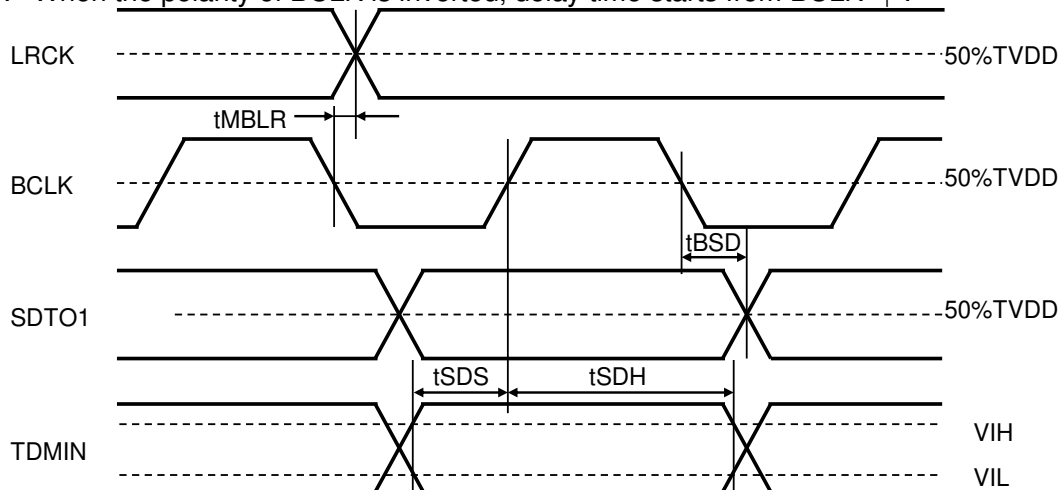 LRCK
50%TVDD
tMBLR
BCLK
50%TVDD
tBSD
SDTO1
50%TVDD
tSDS
tSDH
TDMIN
VIH
VIL